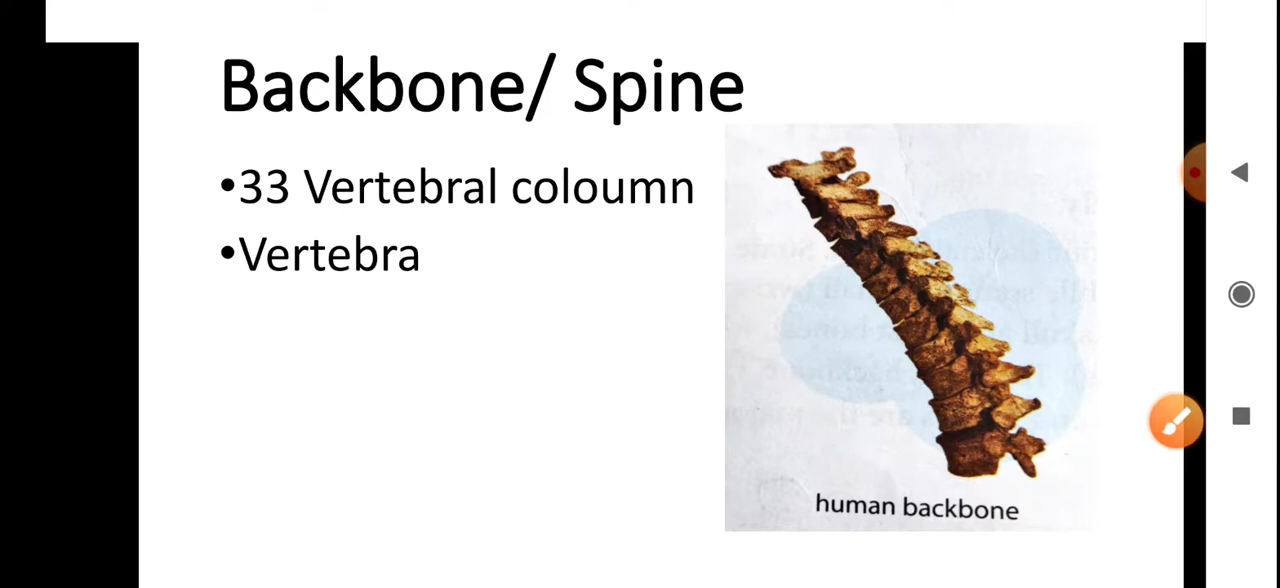 Backbone/ Spine
•33 Vertebral coloumn
•Vertebra
human backbone